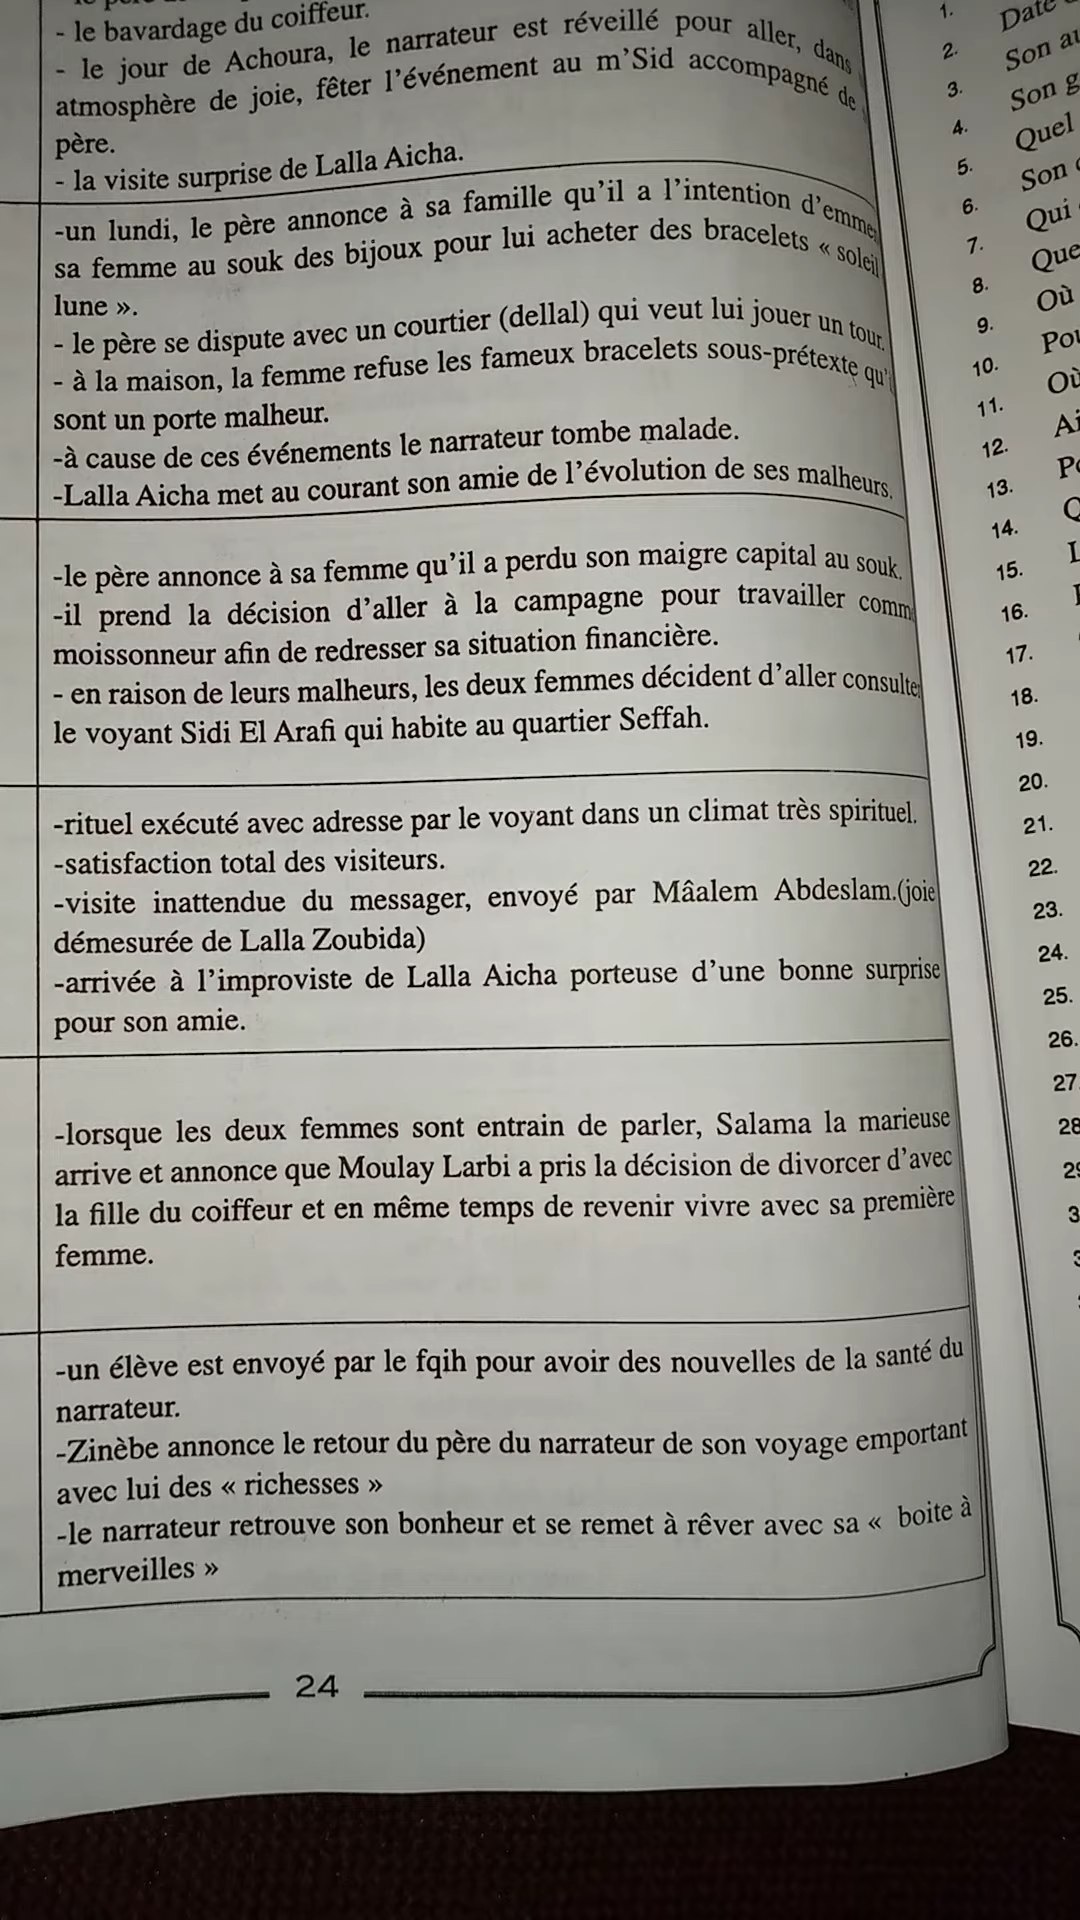 - le bavardage du coiffeur.
- le jour de Achoura, le narrateur est réveillé pour aller, dans
atmosphère de joie, fêter l'événement au m'Sid accompagné de
père.
- la visite surprise de Lalla Aicha.
-un lundi, le père annonce à sa famille qu'il a l'intention d'emme
sa femme au souk des bijoux pour lui acheter des bracelets « soleil
lune ».
- le père se dispute avec un courtier (dellal) qui veut lui jouer un tour.
- à la maison, la femme refuse les fameux bracelets sous-prétexte qu'
sont un porte malheur.
-à cause de ces événements le narrateur tombe malade.
-Lalla Aicha met au courant son amie de l'évolution de ses malheurs.
-le père annonce à sa femme qu'il a perdu son maigre capital au souk.
-il prend la décision d'aller à la campagne pour travailler comm
moissonneur afin de redresser sa situation financière.
- en raison de leurs malheurs, les deux femmes décident d'aller consulte
le voyant Sidi El Arafi qui habite au quartier Seffah.
-rituel exécuté avec adresse par le voyant dans un climat très spirituel.
-satisfaction total des visiteurs.
-visite inattendue du messager, envoyé par Mâalem Abdeslam.(joie
démesurée de Lalla Zoubida)
-arrivée à l'improviste de Lalla Aicha porteuse d'une bonne surprise
pour son amie.
-lorsque les deux femmes sont entrain de parler, Salama la marieuse
arrive et annonce que Moulay Larbi a pris la décision de divorcer d'avec
la fille du coiffeur et en même temps de revenir vivre avec sa première
femme.
-un élève est envoyé par le fqih pour avoir des nouvelles de la santé du
narrateur.
-Zinèbe annonce le retour du père du narrateur de son voyage emportant
avec lui des « richesses »
-le narrateur retrouve son bonheur et se remet à rêver avec sa « boite à
merveilles »
24
1. Date
2. Son au
3. Son g
4. Quel
5. Son
6. Qui
7. Que
8. Où
9. Pou
10. Où
11. Ai
12. Po
13. Q
14. L
15.
16.
17.
18.
19.
20.
21.
22.
23.
24.
25.
26.
27.
28
29
3
3